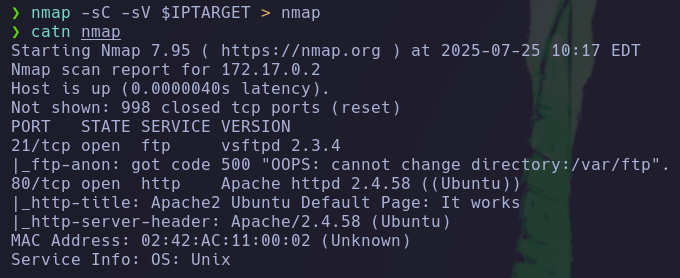 ❯ nmap -sC -sV $IPTARGET > nmap
❯ catn nmap
Starting Nmap 7.95 ( https://nmap.org ) at 2025-07-25 10:17 EDT
Nmap scan report for 172.17.0.2
Host is up (0.0000040s latency).
Not shown: 998 closed tcp ports (reset)
PORT   STATE SERVICE VERSION
21/tcp open  ftp     vsftpd 2.3.4
|_ftp-anon: got code 500 "OOPS: cannot change directory:/var/ftp".
80/tcp open  http    Apache httpd 2.4.58 ((Ubuntu))
|_http-title: Apache2 Ubuntu Default Page: It works
|_http-server-header: Apache/2.4.58 (Ubuntu)
MAC Address: 02:42:AC:11:00:02 (Unknown)
Service Info: OS: Unix